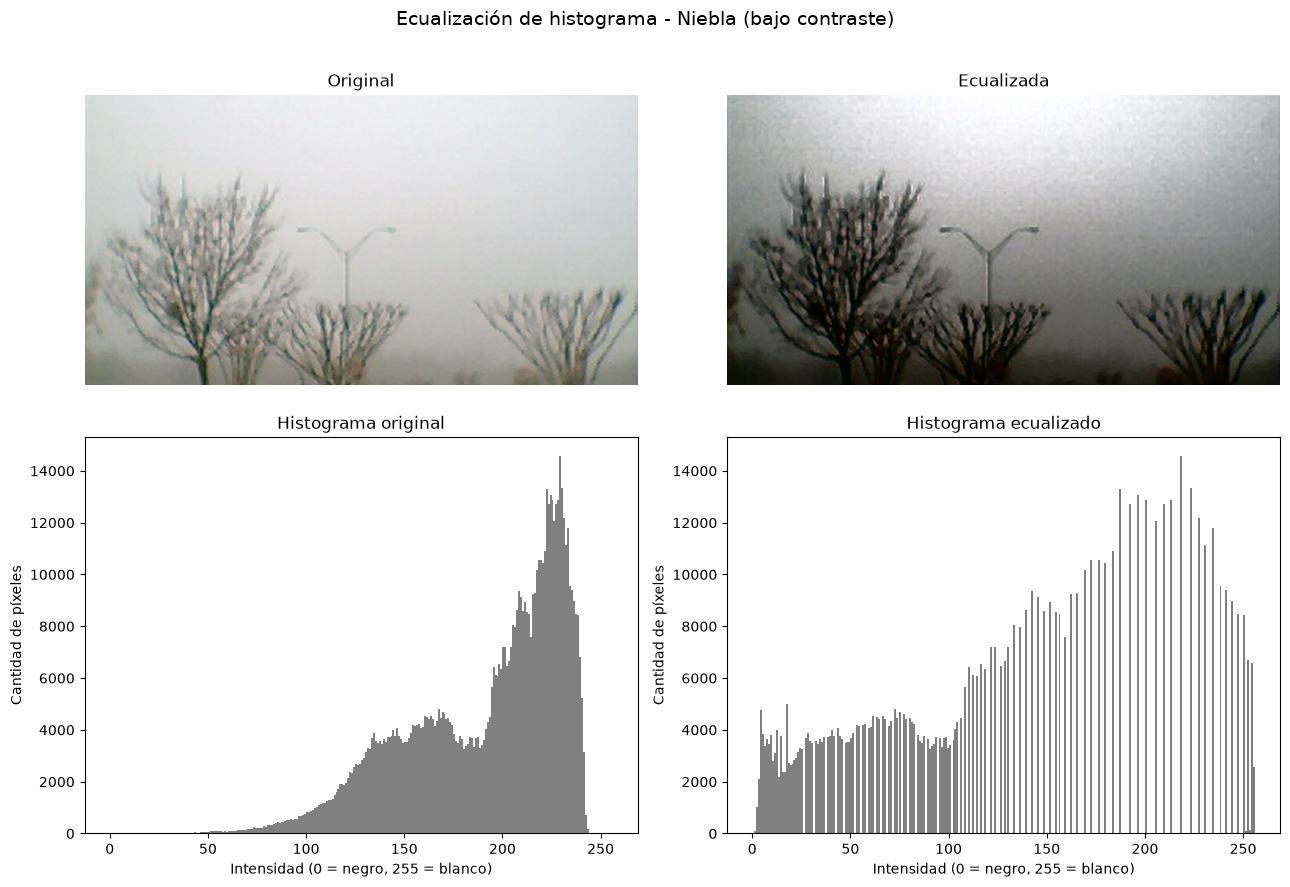 Ecualización de histograma - Niebla (bajo contraste)
Original
Ecualizada
Histograma original
14000
12000
10000
8000
6000
4000
2000
0
Cantidad de píxeles
0 50 100 150 200 250
Intensidad (0 = negro, 255 = blanco)
Histograma ecualizado
14000
12000
10000
8000
6000
4000
2000
0
Cantidad de píxeles
0 50 100 150 200 250
Intensidad (0 = negro, 255 = blanco)